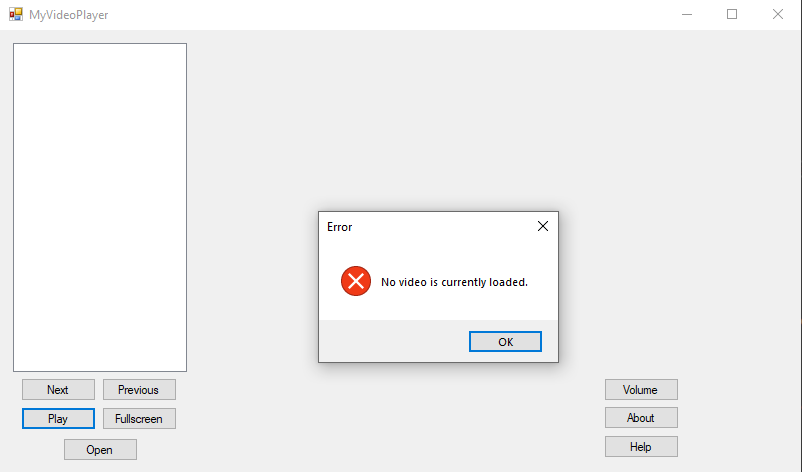 MyVideoPlayer
Error
No video is currently loaded.
OK
Next Previous
Play Fullscreen
Open
Volume
About
Help